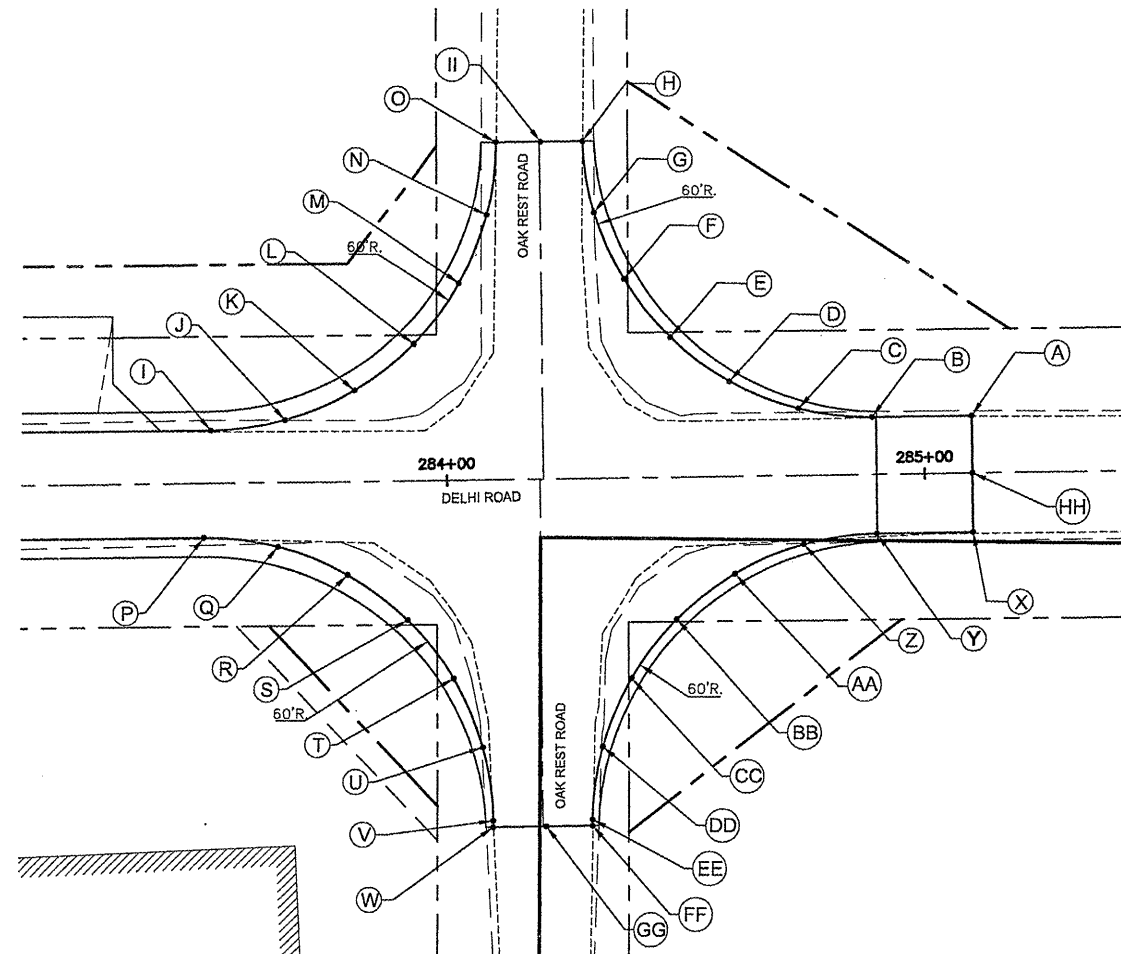 II
H
O
OAK REST ROAD
N
G
60'R.
M
F
L
60'R.
E
K
D
J
C
B
A
I
284+00
285+00
DELHI ROAD
HH
P
Q
X
Z
Y
R
S
AA
60'R.
60'R.
BB
T
CC
U
OAK REST ROAD
V
DD
EE
W
GG
FF